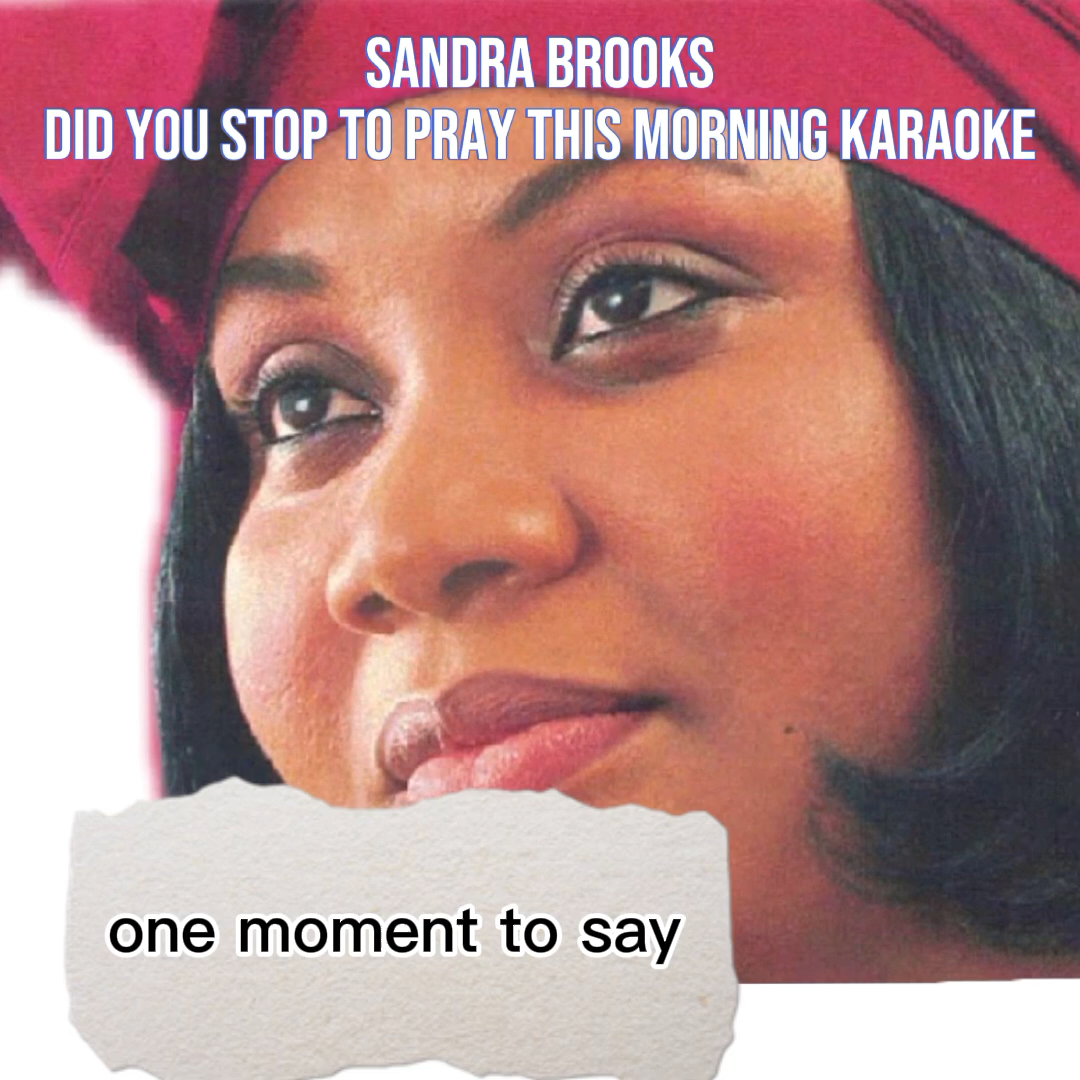 SANDRA BROOKS
DID YOU STOP TO PRAY THIS MORNING KARAOKE
one moment to say